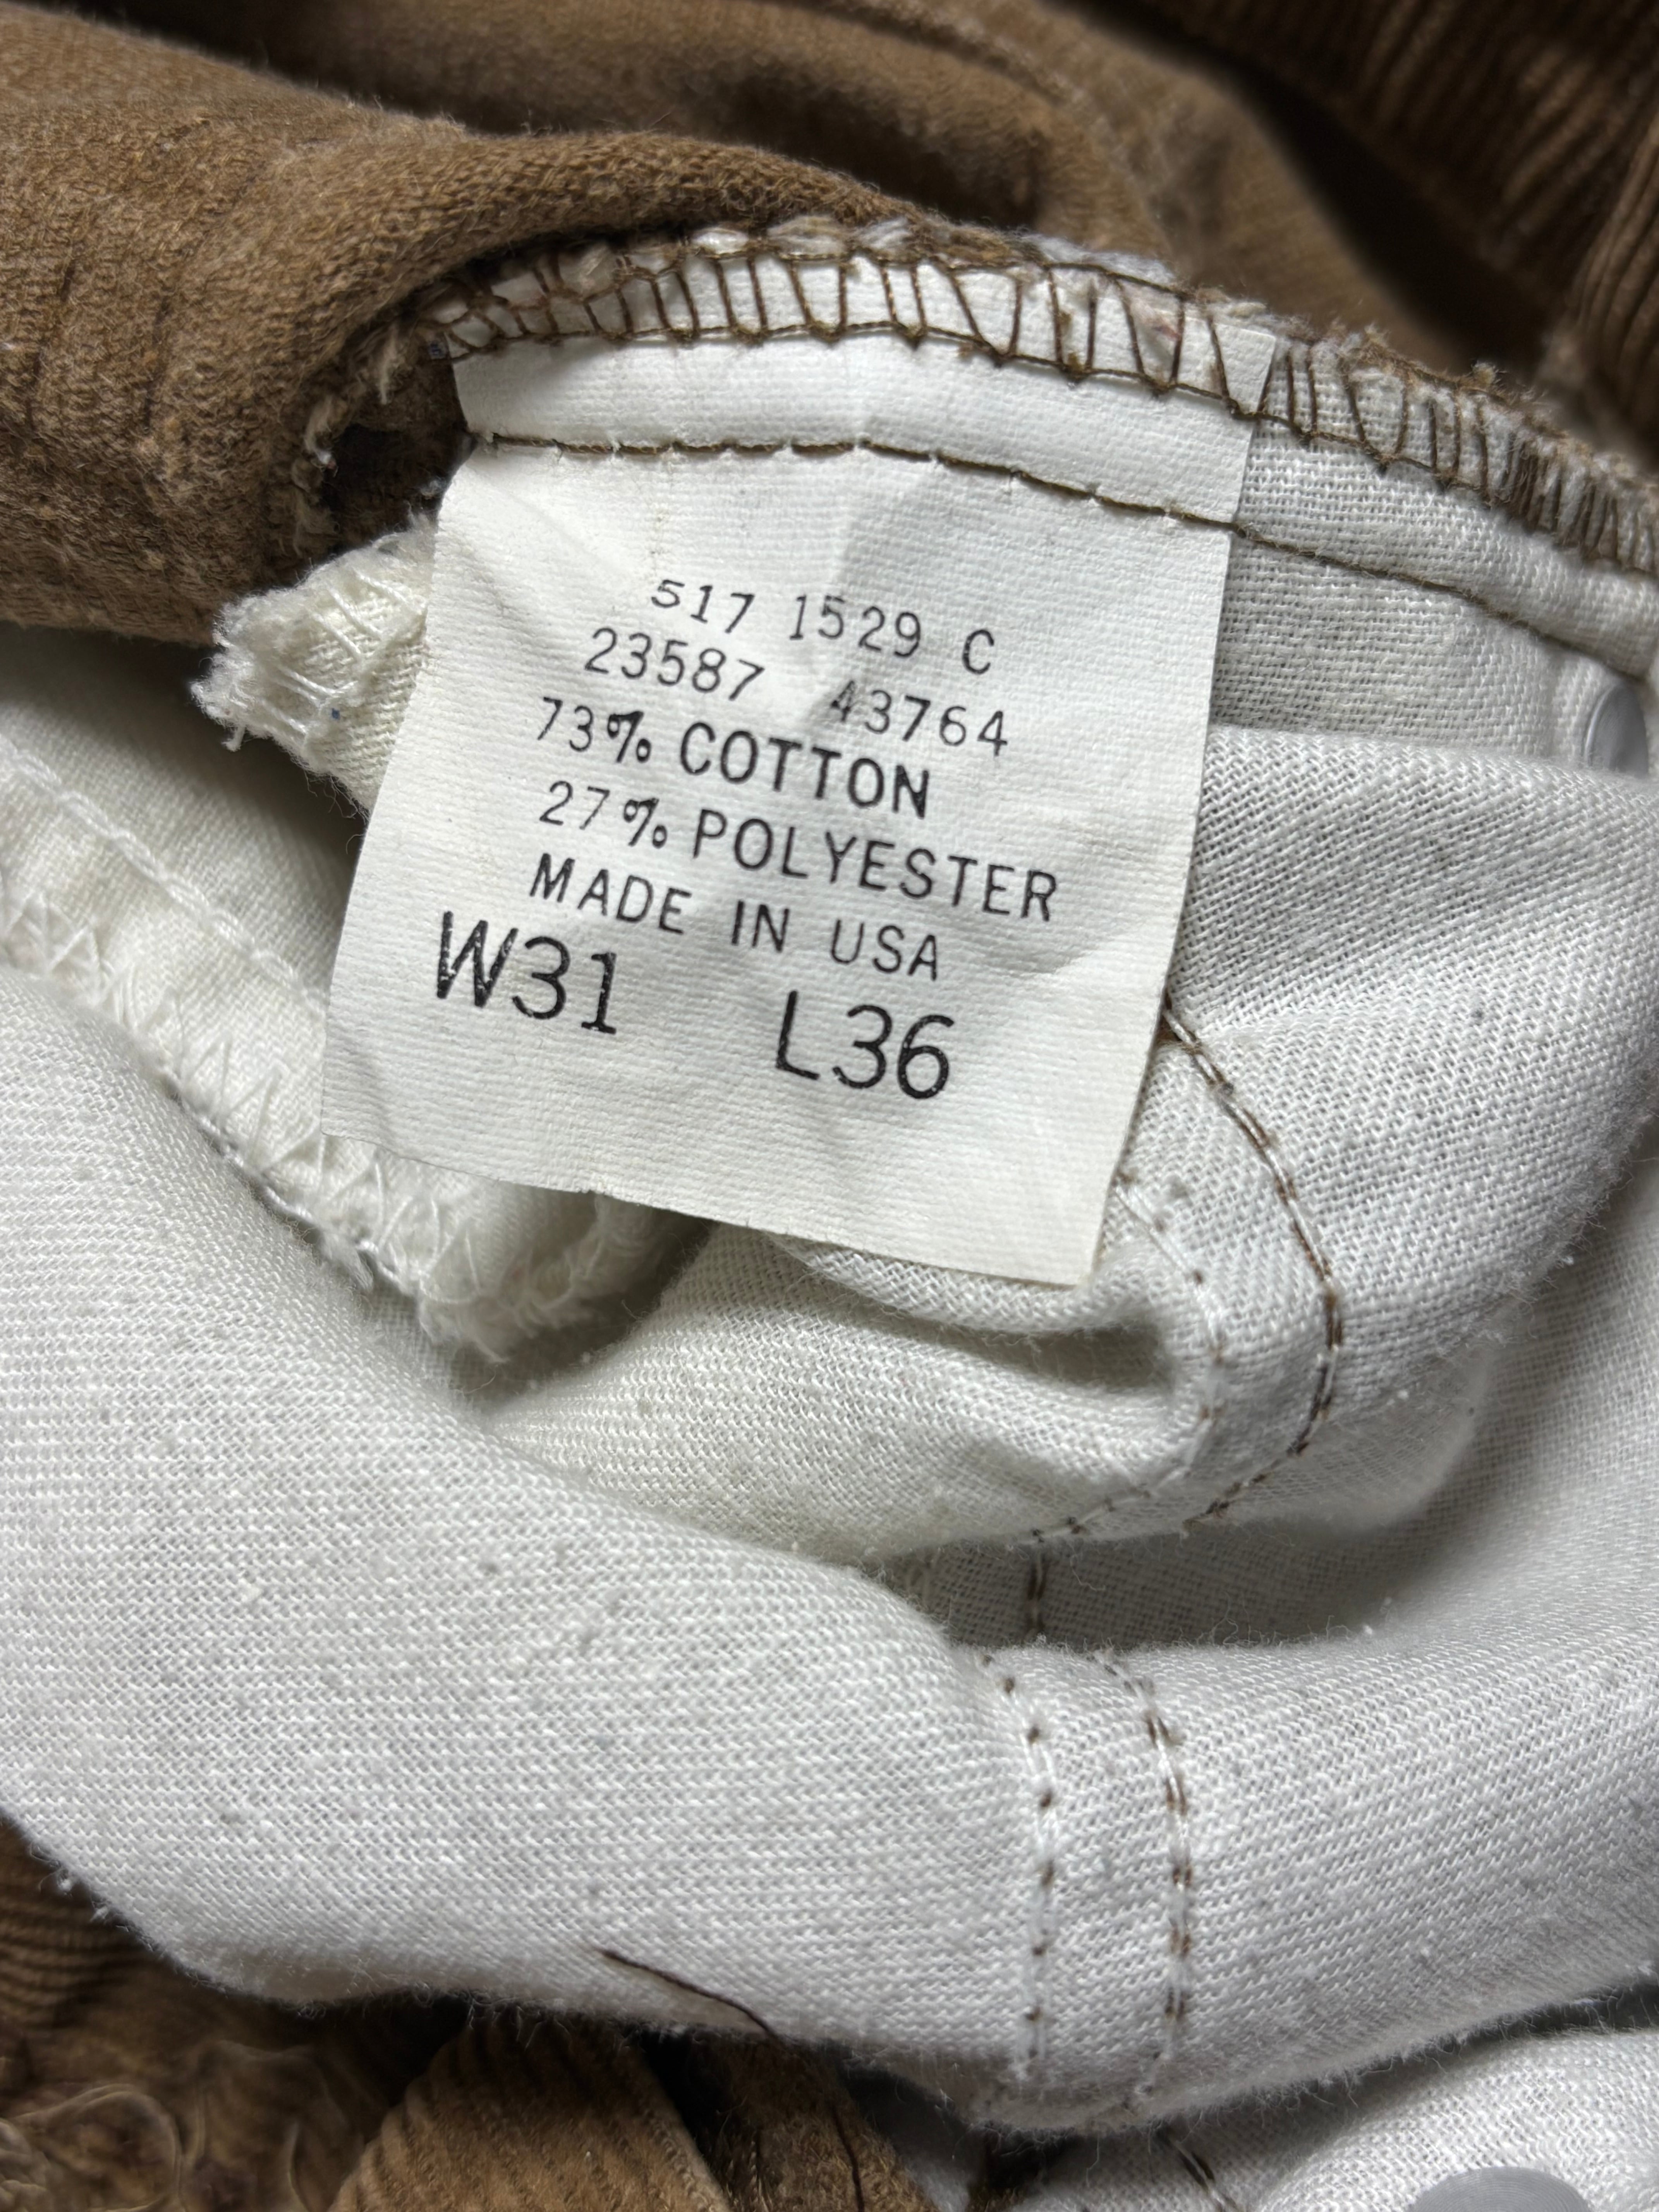 517 1529 C
23587 43764
73% COTTON
27% POLYESTER
MADE IN USA
W31 L36